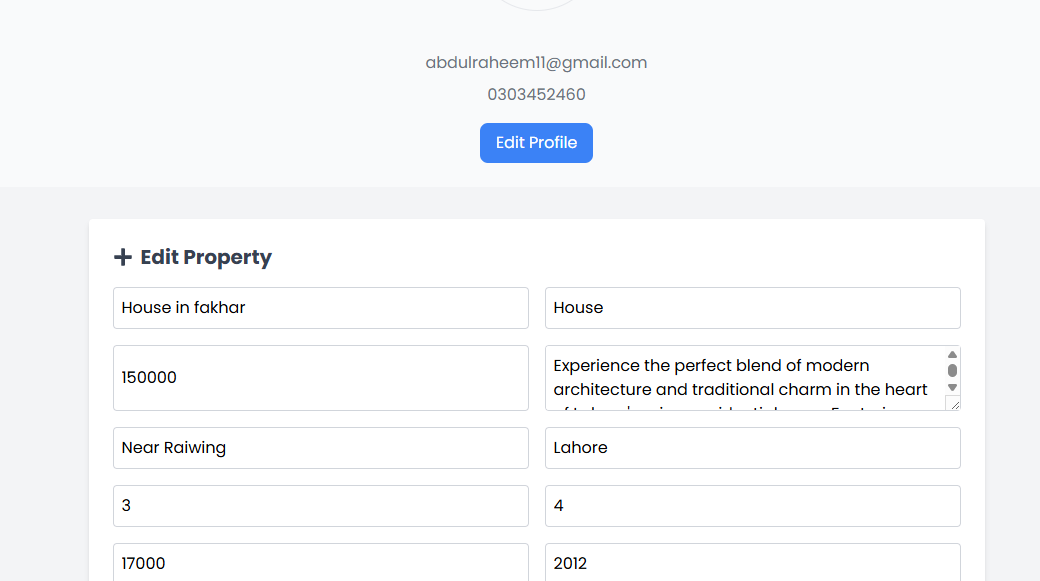 abdulraheem11@gmail.com
0303452460
Edit Profile
Edit Property
House in fakhar
House
150000
Experience the perfect blend of modern
architecture and traditional charm in the heart
Near Raiwing
Lahore
3
4
17000
2012